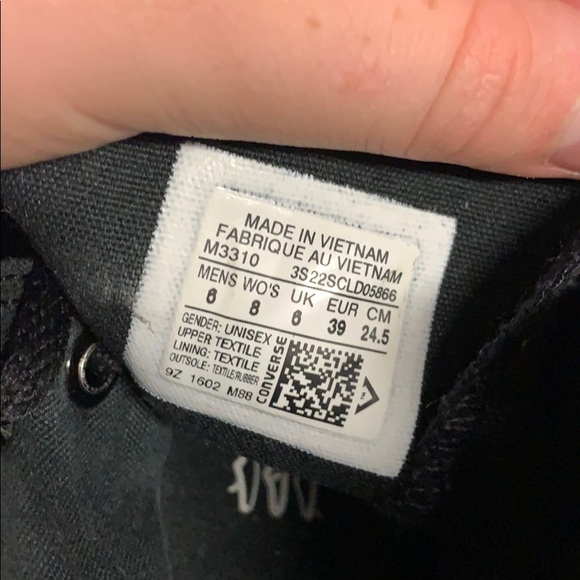 MADE IN VIETNAM
FABRIQUE AU VIETNAM
M3310 3S22SCLD05866
MENS WO'S UK EUR CM
6 8 6 39 24.5
GENDER: UNISEX
UPPER TEXTILE
LINING: TEXTILE
OUTSOLE: TEXTILE/RUBBER
9Z 1602 M88
CONVERSE